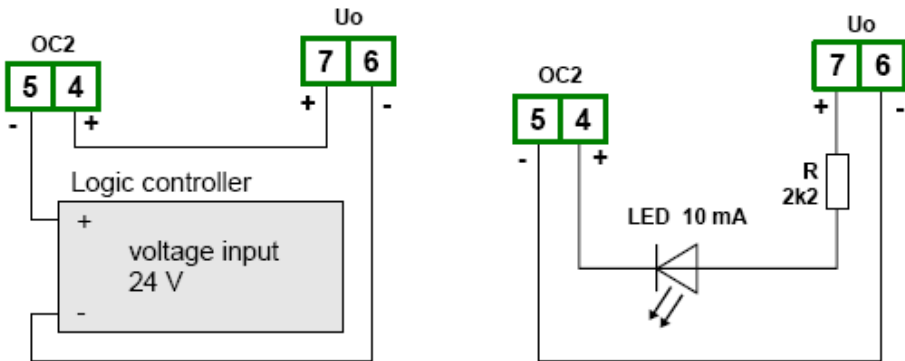 Uo
OC2
7 6
5 4
+ -
- +
Logic controller
+
voltage input
24 V
-
Uo
OC2
7 6
5 4
+ -
- +
R
2k2
LED 10 mA